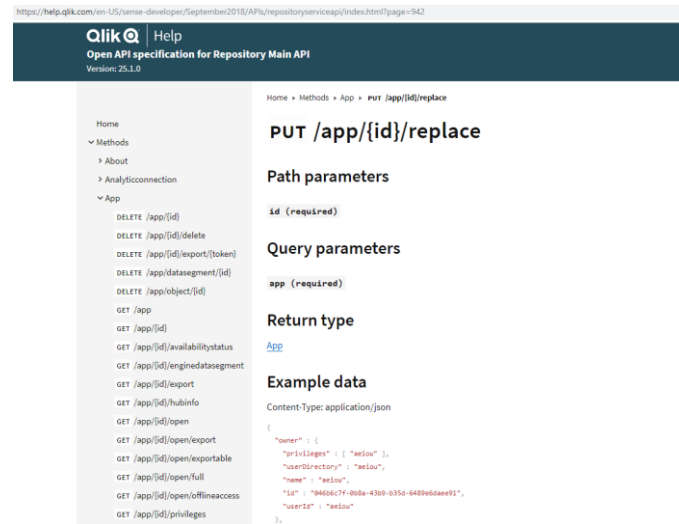 https://help.qlik.com/en-US/sense-developer/September2018/APIs/repositoryserviceapi/index.html?page=942
Qlik Help
Open API specification for Repository Main API
Version: 25.1.0
Home
Methods
About
Analyticconnection
App
DELETE /app/{id}
DELETE /app/{id}/delete
DELETE /app/{id}/export/{token}
DELETE /app/datasegment/{id}
DELETE /app/object/{id}
GET /app
GET /app/{id}
GET /app/{id}/availabilitystatus
GET /app/{id}/enginedatasegment
GET /app/{id}/export
GET /app/{id}/hubinfo
GET /app/{id}/open
GET /app/{id}/open/export
GET /app/{id}/open/exportable
GET /app/{id}/open/full
GET /app/{id}/open/offlineaccess
GET /app/{id}/privileges
Home ▸ Methods ▸ App ▸ PUT /app/{id}/replace
PUT /app/{id}/replace
Path parameters
id (required)
Query parameters
app (required)
Return type
App
Example data
Content-Type: application/json
{
"owner" : {
"privileges" : [ "aeiou" ],
"userDirectory" : "aeiou",
"name" : "aeiou",
"id" : "046b6c7f-0b8a-43b9-b35d-6489e6daee91",
"userId" : "aeiou"
},